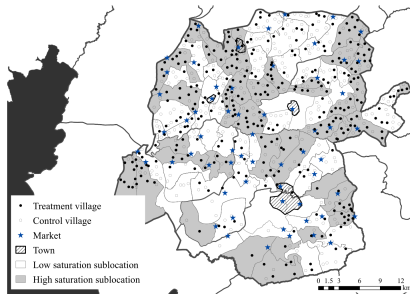 Treatment village
Control village
Market
Town
Low saturation sublocation
High saturation sublocation
0 1.5 3 6 9 12
km